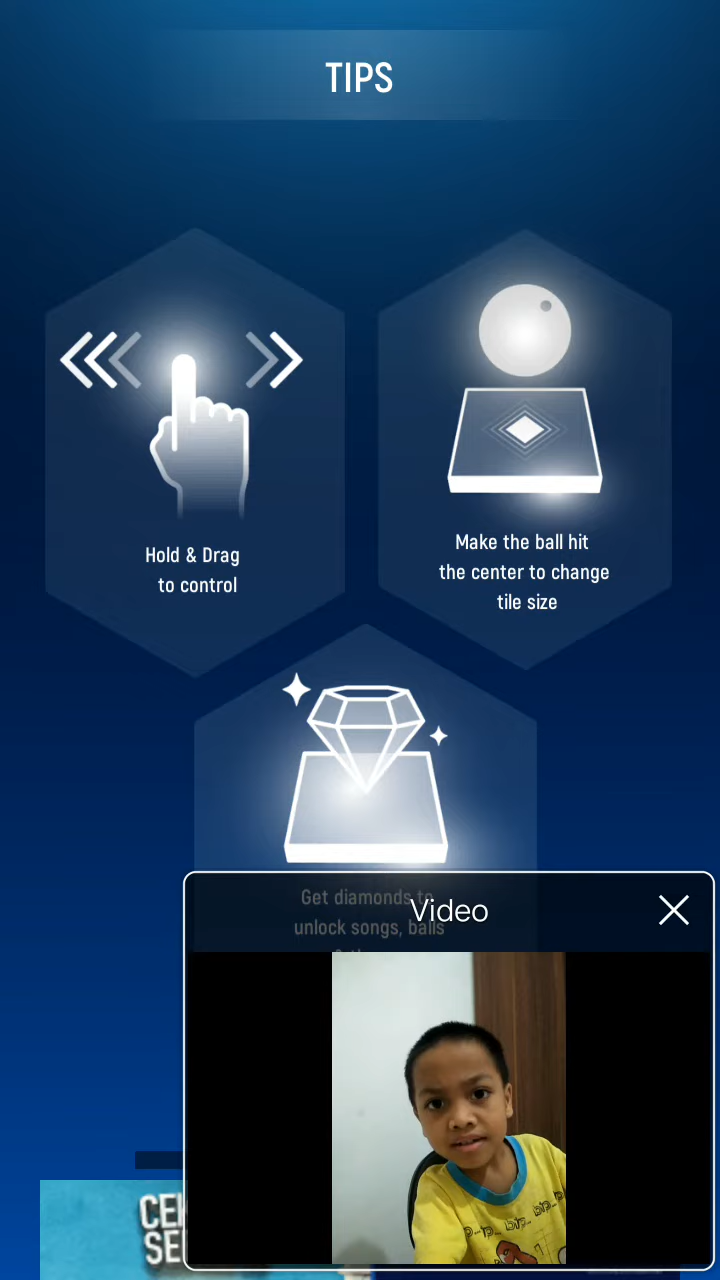 TIPS
Hold & Drag
to control
Make the ball hit
the center to change
tile size
Get diamonds to
unlock songs, balls
Video